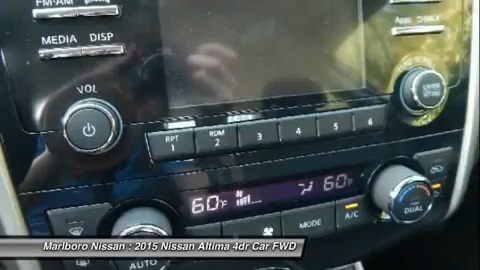 FM·AM
MEDIA DISP
Apps
VOL
RPT 1 RDM 2 3 4 5 6
60°F 60°F
MODE A/C DUAL
AUTO
Marlboro Nissan : 2015 Nissan Altima 4dr Car FWD